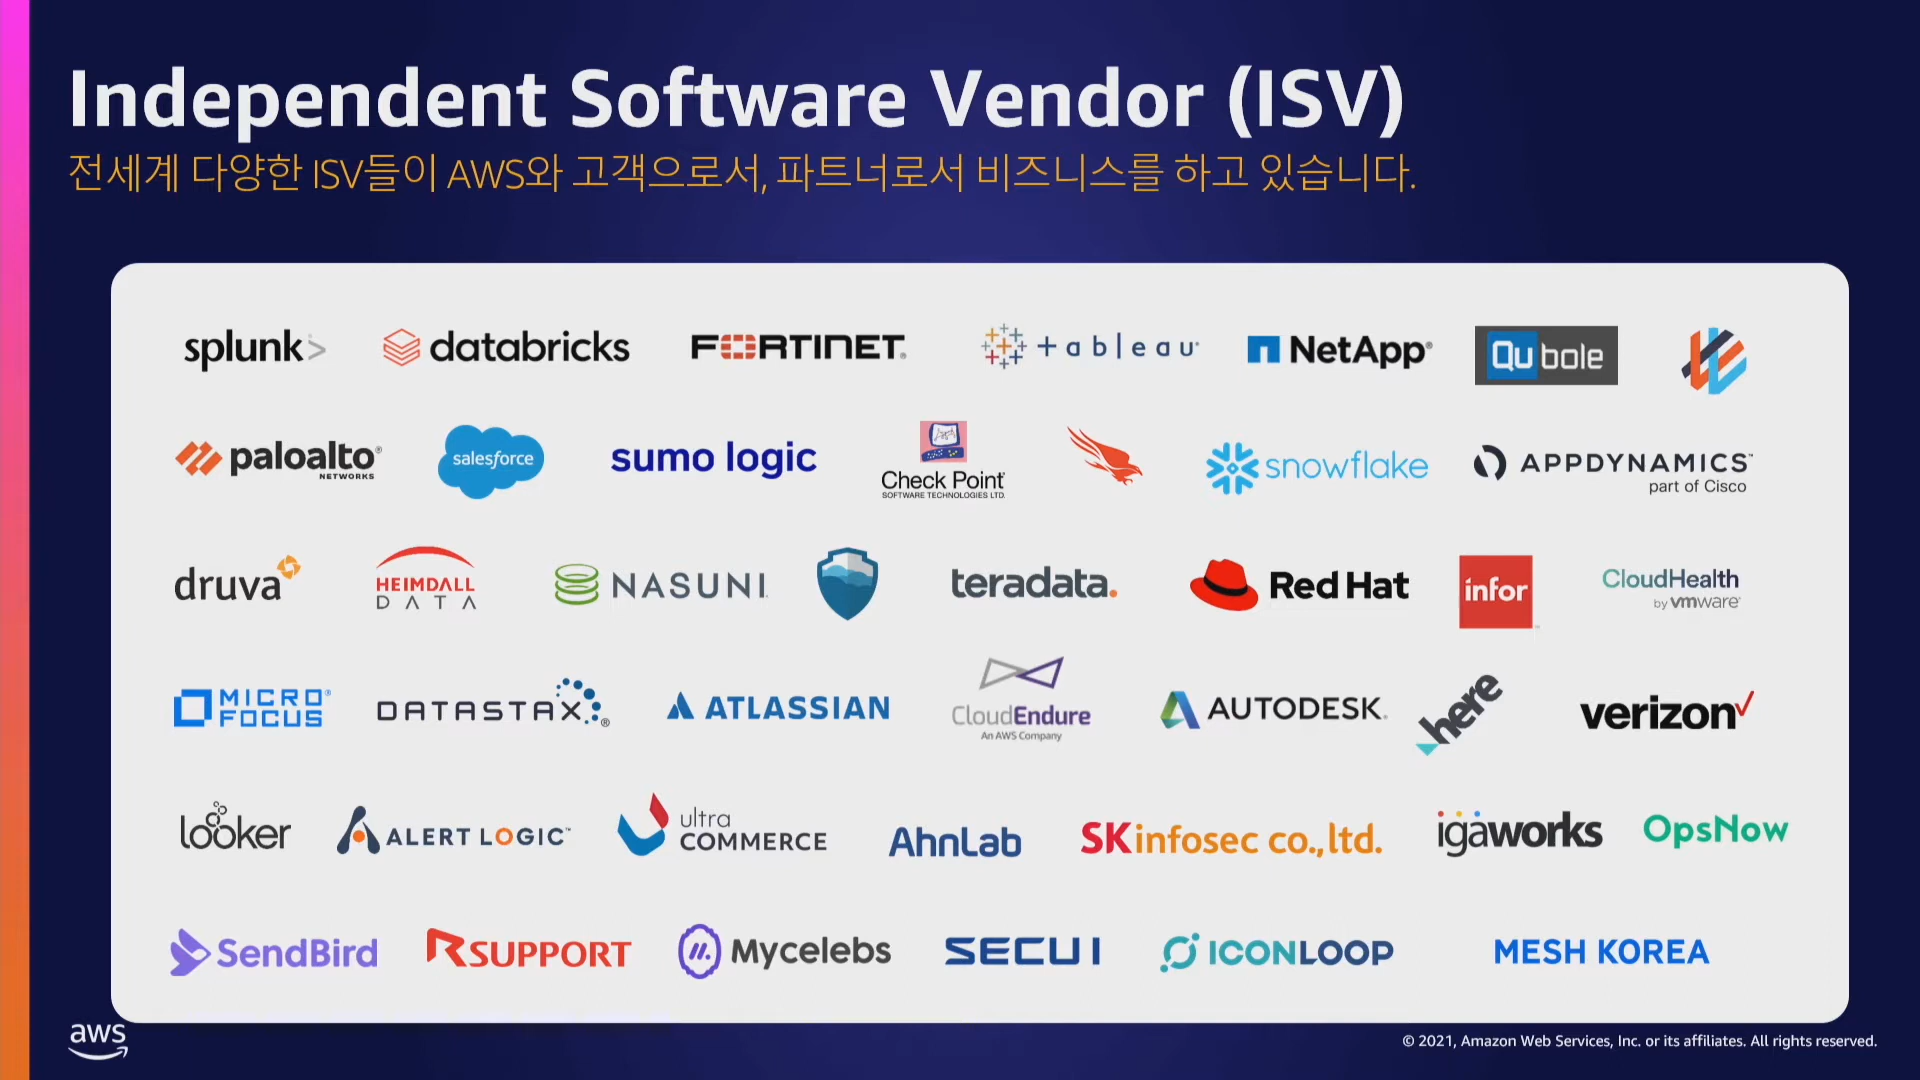 Independent Software Vendor (ISV)
전세계 다양한 ISV들이 AWS와 고객으로서, 파트너로서 비즈니스를 하고 있습니다.
splunk>
databricks
FORTINET®
+ a b l e a u®
NetApp®
Qubole
paloalto®
NETWORKS
salesforce
sumo logic
Check Point
SOFTWARE TECHNOLOGIES LTD.
snowflake
APPDYNAMICS™
part of Cisco
druva
HEIMDALL
DATA
NASUNI
teradata.
Red Hat
infor
CloudHealth
by vmware®
MICRO®
FOCUS
DATASTAX®
ATLASSIAN
CloudEndure
An AWS Company
AUTODESK.
here
verizon✓
looker
ALERT LOGIC™
ultra
COMMERCE
AhnLab
SK infosec co.,ltd.
igaworks
OpsNow
SendBird
RSUPPORT
Mycelebs
SECUI
ICONLOOP
MESH KOREA
aws
© 2021, Amazon Web Services, Inc. or its affiliates. All rights reserved.